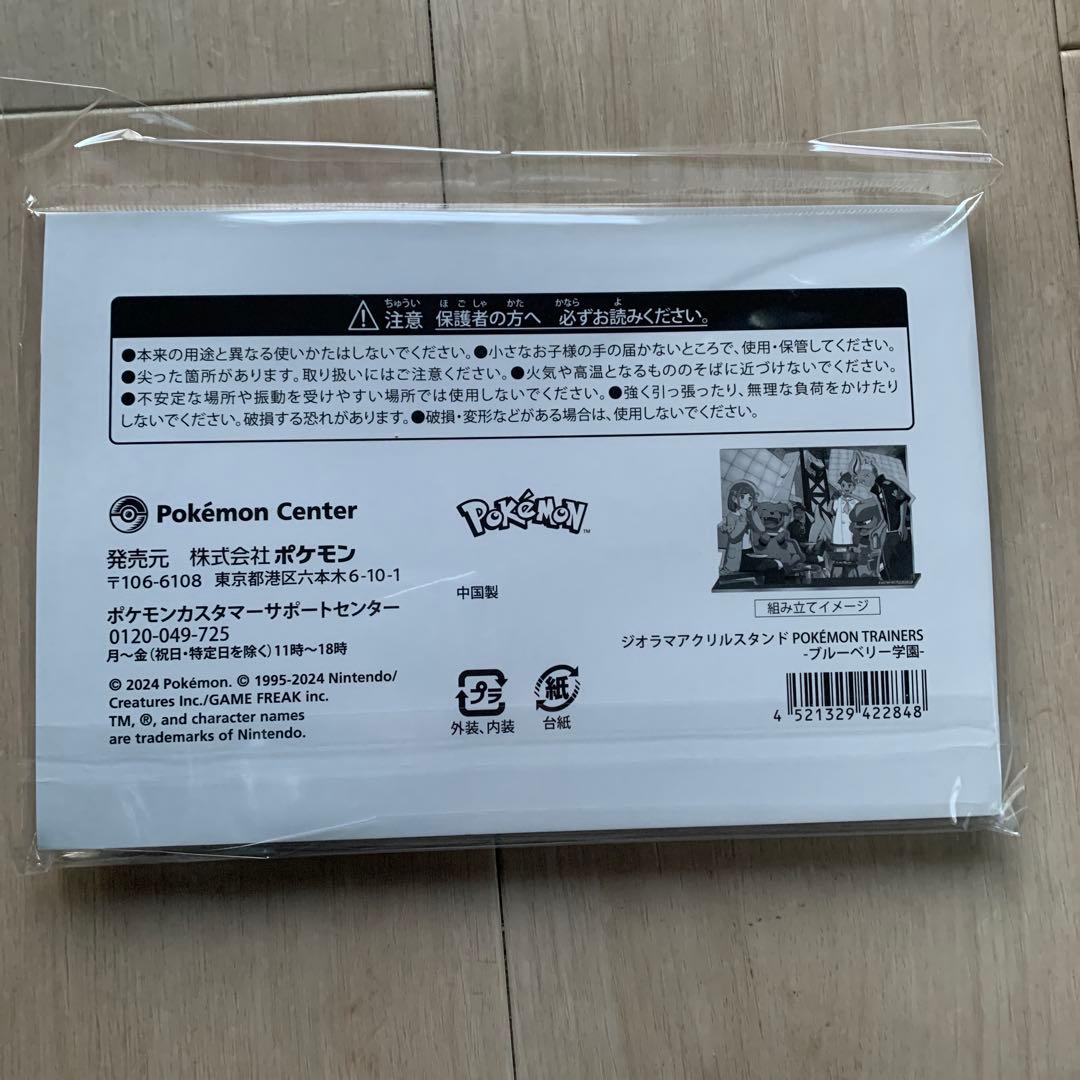 ちゅうい ほごしゃ かた かなら よ
注意 保護者の方へ 必ずお読みください。
●本来の用途と異なる使いかたはしないでください。●小さなお子様の手の届かないところで、使用・保管してください。
●尖った箇所があります。取り扱いにはご注意ください。●火気や高温となるもののそばに近づけないでください。
●不安定な場所や振動を受けやすい場所では使用しないでください。●強く引っ張ったり、無理な負荷をかけたり
しないでください。破損する恐れがあります。●破損・変形などがある場合は、使用しないでください。
Pokémon Center
発売元 株式会社 ポケモン
〒106-6108 東京都港区六本木6-10-1
ポケモンカスタマーサポートセンター
0120-049-725
月～金(祝日・特定日を除く)11時～18時
© 2024 Pokémon. © 1995-2024 Nintendo/
Creatures Inc./GAME FREAK inc.
TM, ®, and character names
are trademarks of Nintendo.
POKÉMON™
中国製
プラ
外装、内装
紙
台紙
組み立てイメージ
ジオラマアクリルスタンド POKÉMON TRAINERS
-ブルーベリー学園-
4 521329 422848